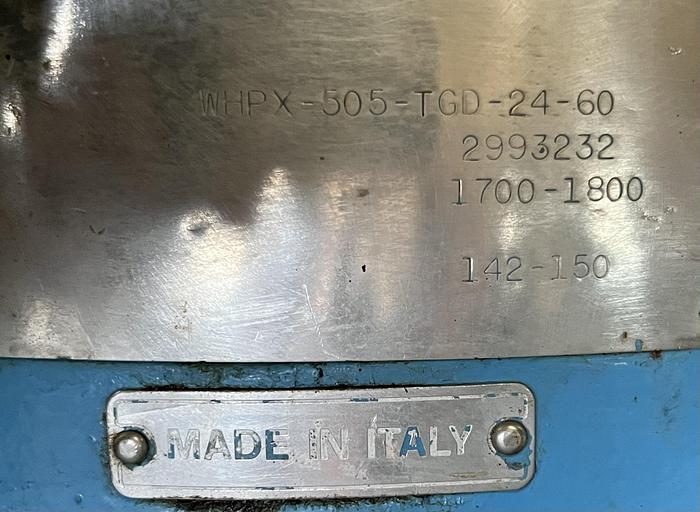 WHPX-505-TGD-24-60
2993232
1700-1800
142-150
MADE IN ITALY